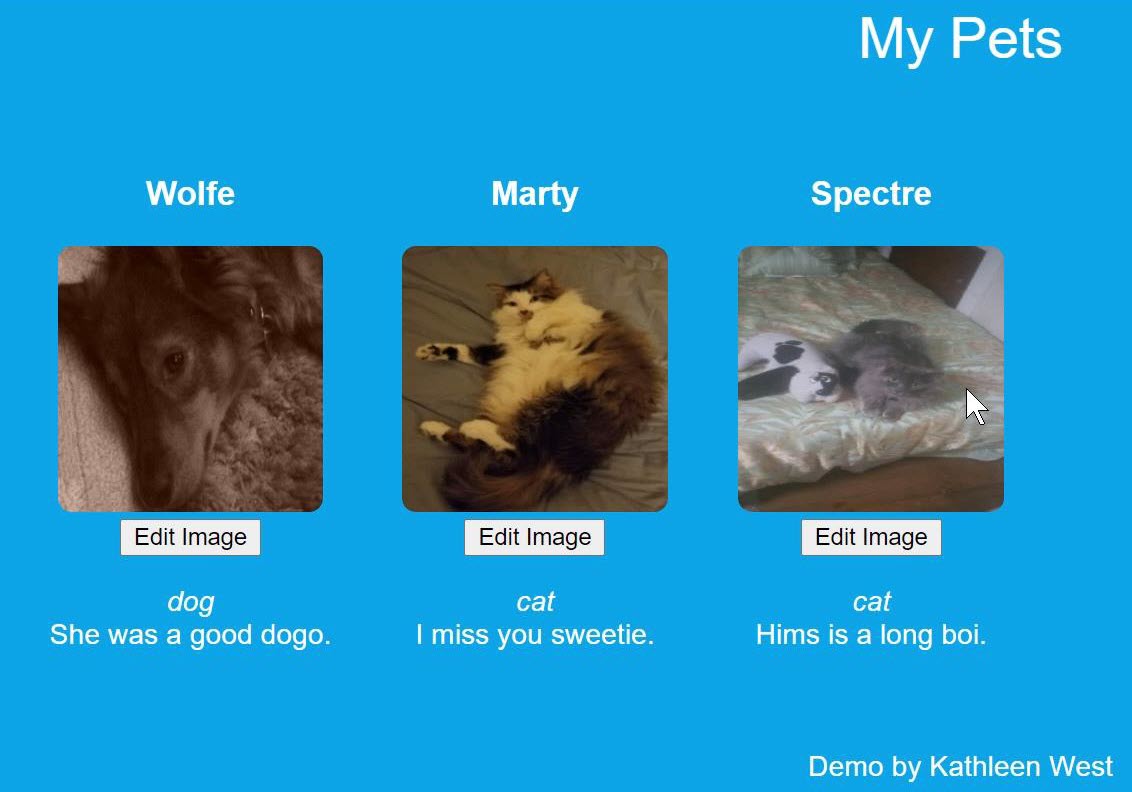 My Pets
Wolfe
Marty
Spectre
Edit Image
Edit Image
Edit Image
dog
cat
cat
She was a good dogo.
I miss you sweetie.
Hims is a long boi.
Demo by Kathleen West